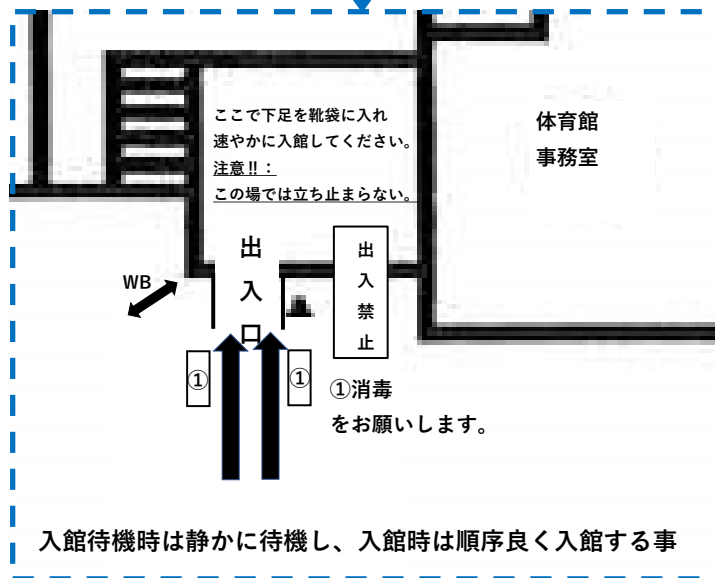 ここで下足を靴袋に入れ
速やかに入館してください。
注意‼：
この場では立ち止まらない。
体育館
事務室
出入口
出入禁止
WB
①
①
①消毒
をお願いします。
入館待機時は静かに待機し、入館時は順序良く入館する事